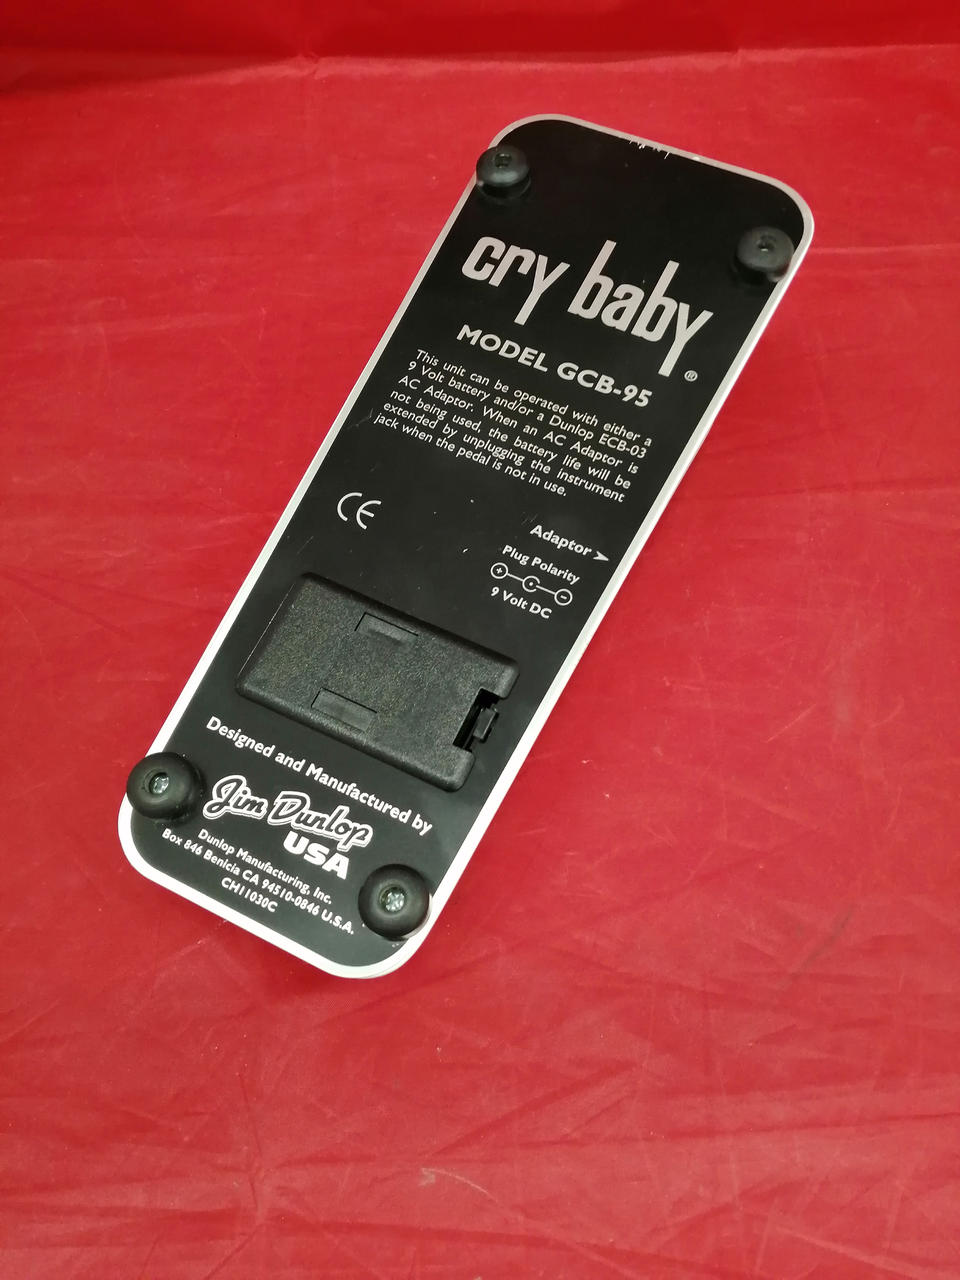 cry baby®
MODEL GCB-95
This unit can be operated with either a
9 Volt battery and/or a Dunlop ECB-03
AC Adaptor. When an AC Adaptor is
not being used, the battery life will be
extended by unplugging the instrument
jack when the pedal is not in use.
CE
Adaptor
Plug Polarity
+ -
9 Volt DC
Designed and Manufactured by
Jim Dunlop
USA
Dunlop Manufacturing, Inc.
Box 846 Benicia CA 94510-0846 U.S.A.
CH11030C